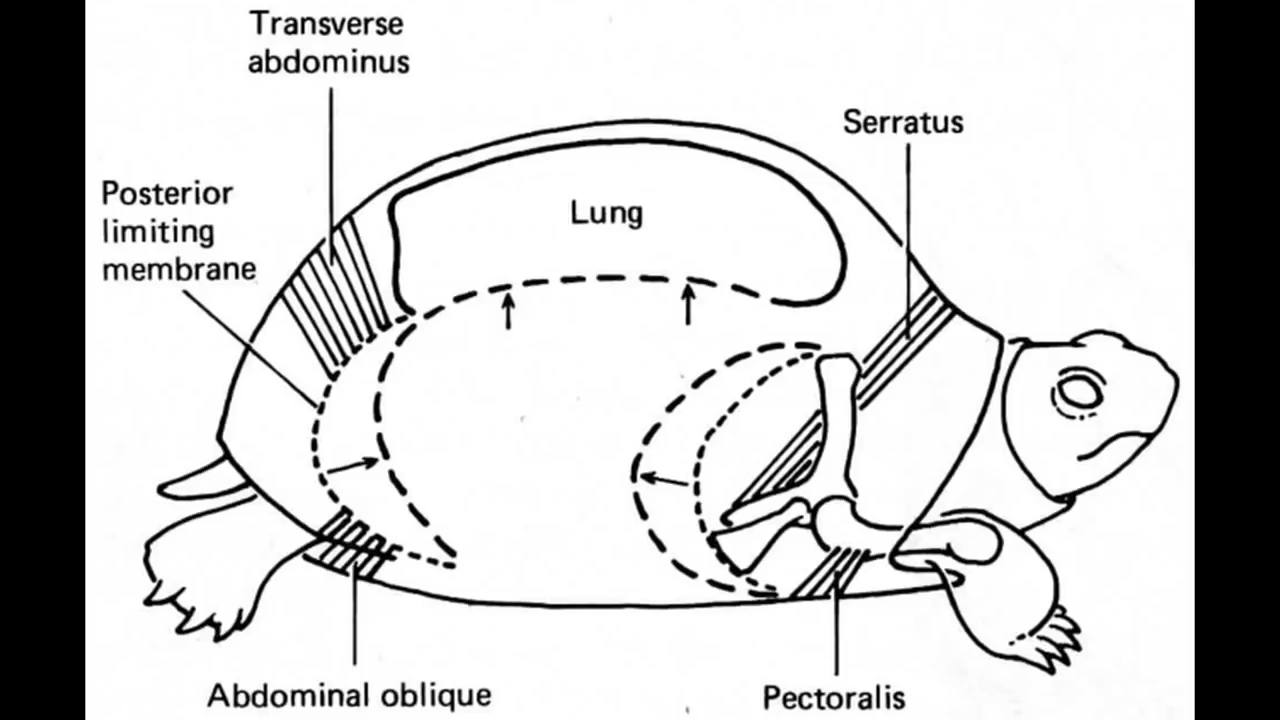 Transverse
abdominus
Serratus
Posterior
limiting
membrane
Lung
Abdominal oblique
Pectoralis